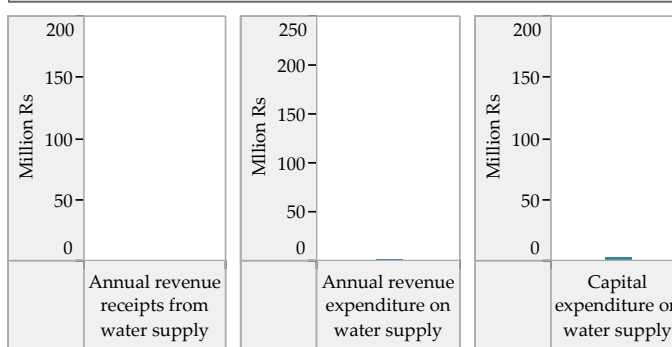 200
150
100
50
0
Million Rs
Annual revenue
receipts from
water supply
250
200
150
100
50
0
MIllion Rs
Annual revenue
expenditure on
water supply
200
150
100
50
0
Million Rs
Capital
expenditure on
water supply